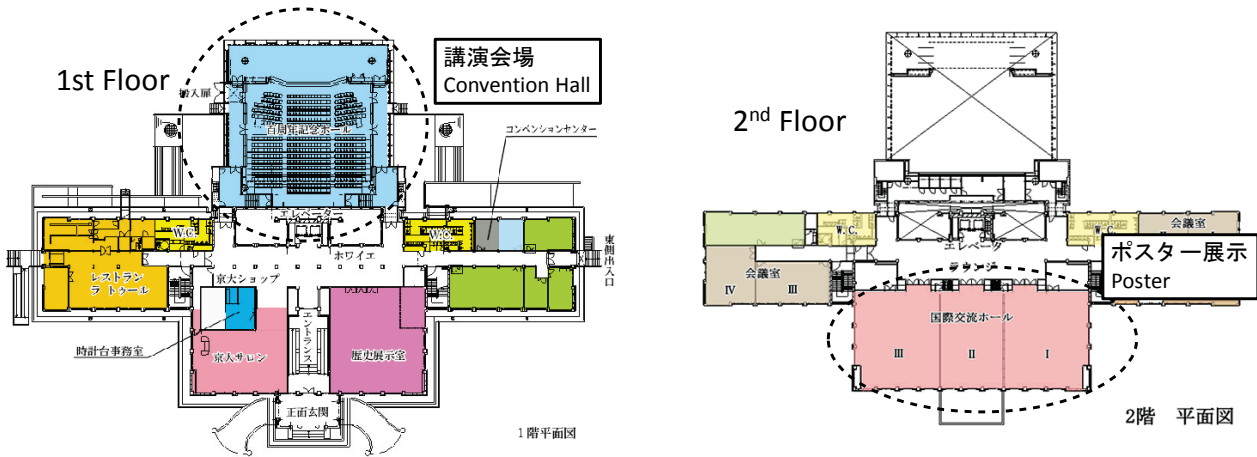 1st Floor
講演会場
Convention Hall
搬入扉
百周年記念ホール
コンベンションセンター
エレベーター
W.C.
W.C.
ホワイエ
東側出入口
レストラン
ラ トゥール
京大ショップ
エントランス
時計台事務室
京大サロン
歴史展示室
正面玄関
1階平面図
2nd Floor
W.C.
エレベータ
W.C.
会議室
ラウンジ
ポスター展示
Poster
会議室
IV
III
国際交流ホール
III
II
I
2階 平面図